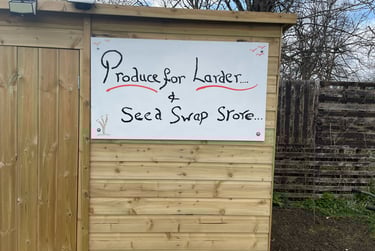 Produce for Larder...
&
Seed Swap Store...